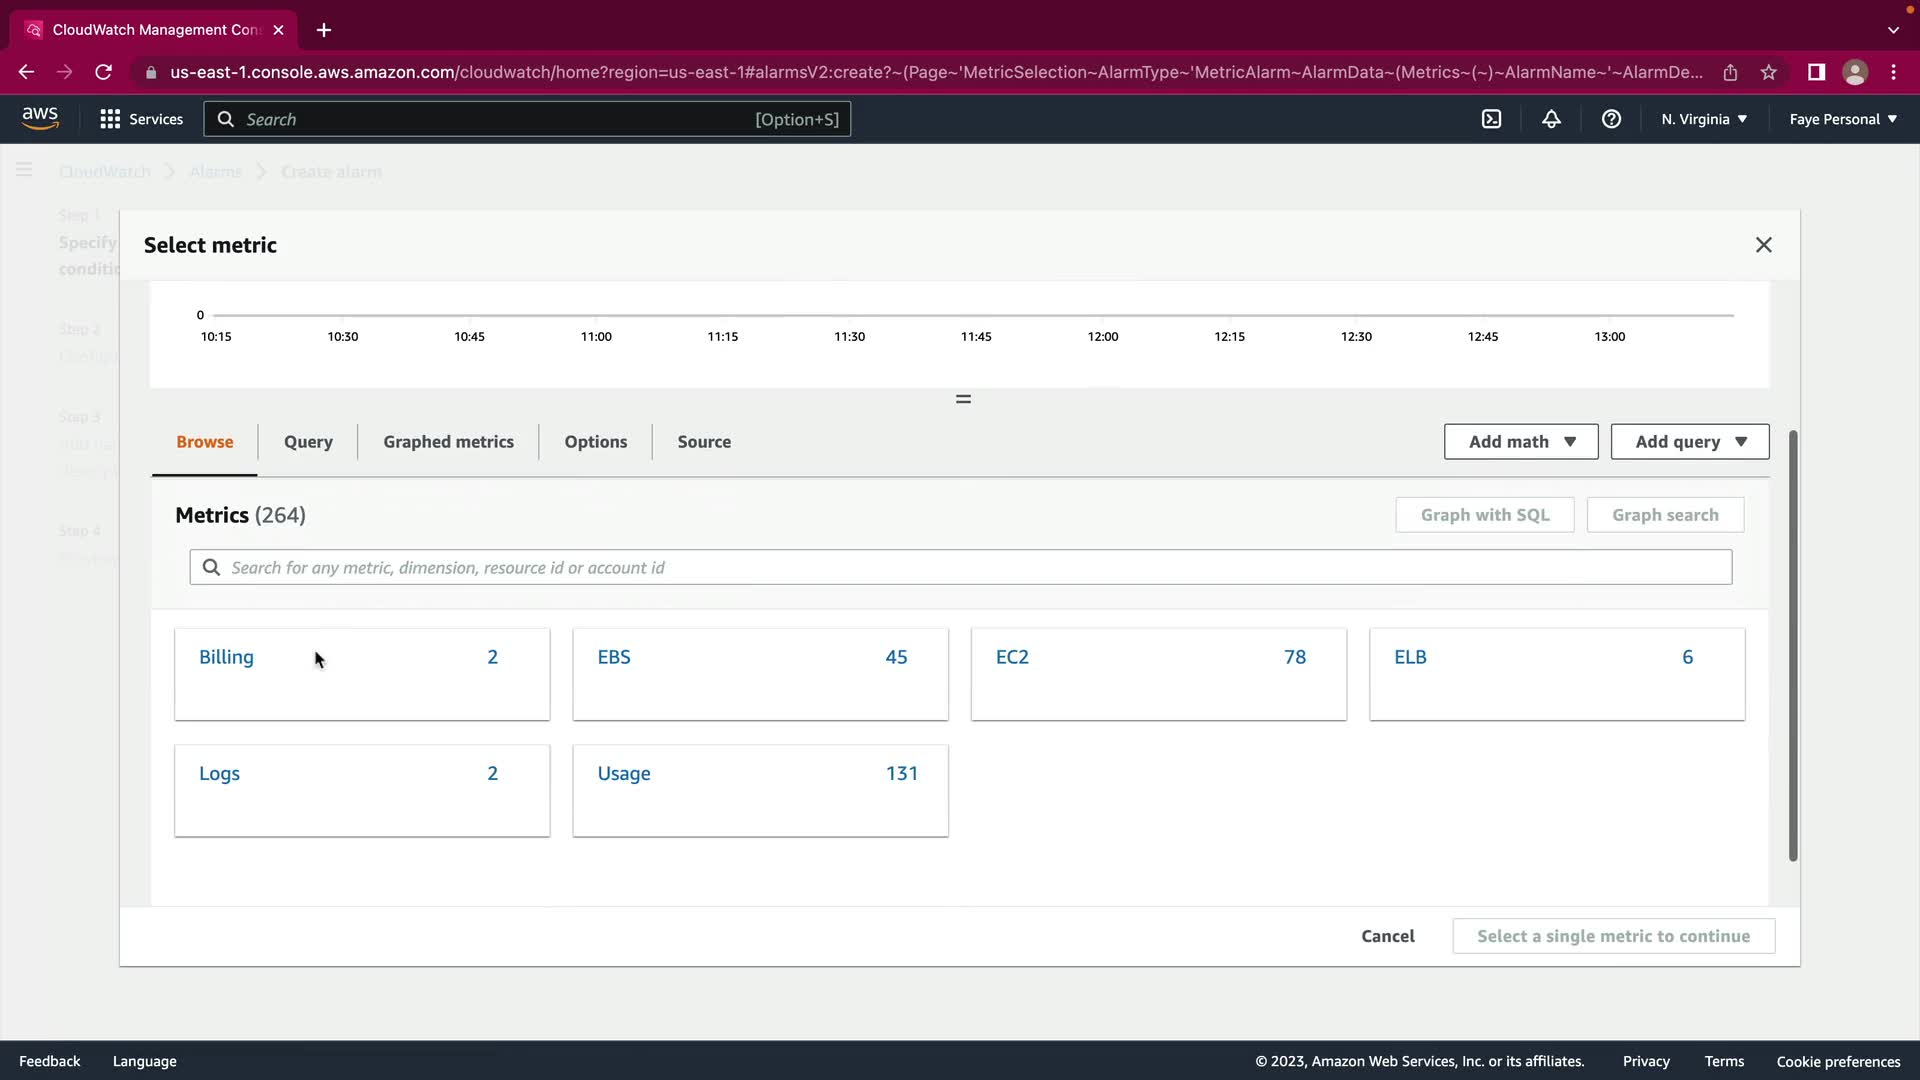 CloudWatch Management Con
us-east-1.console.aws.amazon.com/cloudwatch/home?region=us-east-1#alarmsV2:create?~(Page~'MetricSelection~AlarmType~'MetricAlarm~AlarmData~(Metrics~(~)~AlarmName~'~AlarmDe...
aws
Services
Search
[Option+S]
N. Virginia
Faye Personal
CloudWatch
Alarms
Create alarm
Step 1
Specify
conditio
Step 2
Step 3
Step 4
Select metric
0
10:15
10:30
10:45
11:00
11:15
11:30
11:45
12:00
12:15
12:30
12:45
13:00
Browse
Query
Graphed metrics
Options
Source
Add math
Add query
Metrics (264)
Graph with SQL
Graph search
Search for any metric, dimension, resource id or account id
Billing 2
EBS 45
EC2 78
ELB 6
Logs 2
Usage 131
Cancel
Select a single metric to continue
Feedback
Language
© 2023, Amazon Web Services, Inc. or its affiliates.
Privacy
Terms
Cookie preferences